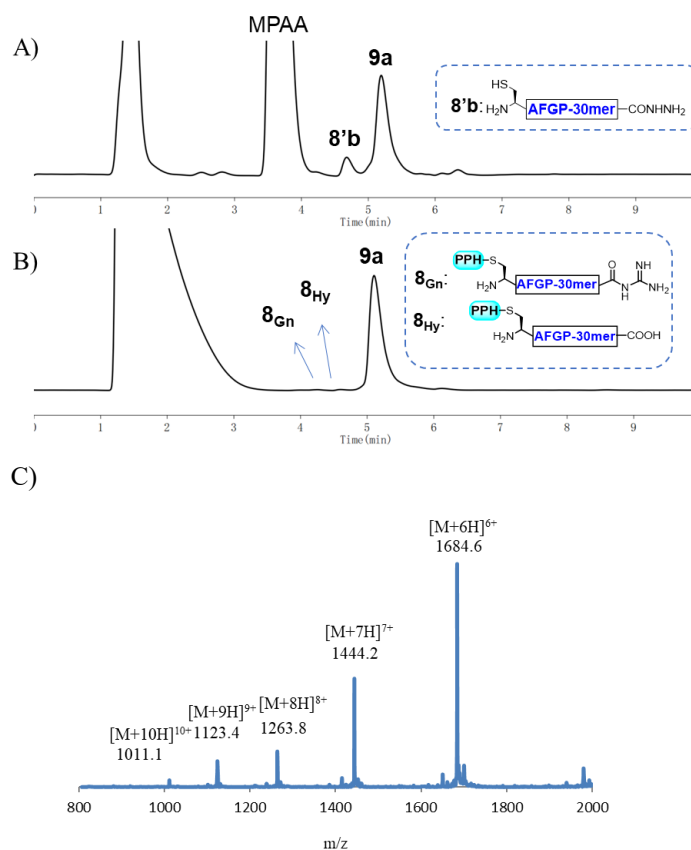 A)
MPAA
8'b
9a
8'b:
HS
H₂N
AFGP-30mer
CONHNH₂
0 1 2 3 4 5 6 7 8 9
Time(min)
B)
8Gn
8Hy
9a
8Gn:
PPH
S
H₂N
AFGP-30mer
O
N
H
NH
NH₂
8Hy:
PPH
S
H₂N
AFGP-30mer
COOH
0 1 2 3 4 5 6 7 8 9
Time(min)
C)
[M+6H]⁶⁺
1684.6
[M+7H]⁷⁺
1444.2
[M+8H]⁸⁺
1263.8
[M+9H]⁹⁺
1123.4
[M+10H]¹⁰⁺
1011.1
800 1000 1200 1400 1600 1800 2000
m/z